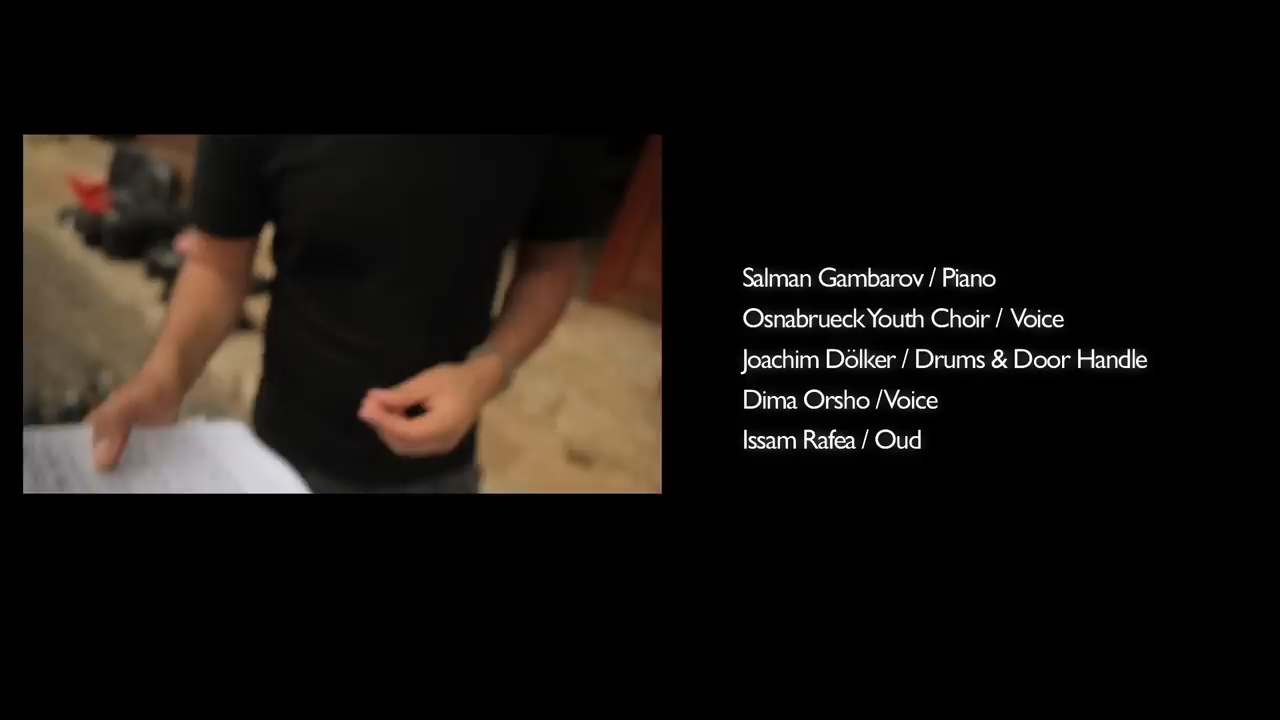 Salman Gambarov / Piano
Osnabrueck Youth Choir / Voice
Joachim Dölker / Drums & Door Handle
Dima Orsho /Voice
Issam Rafea / Oud